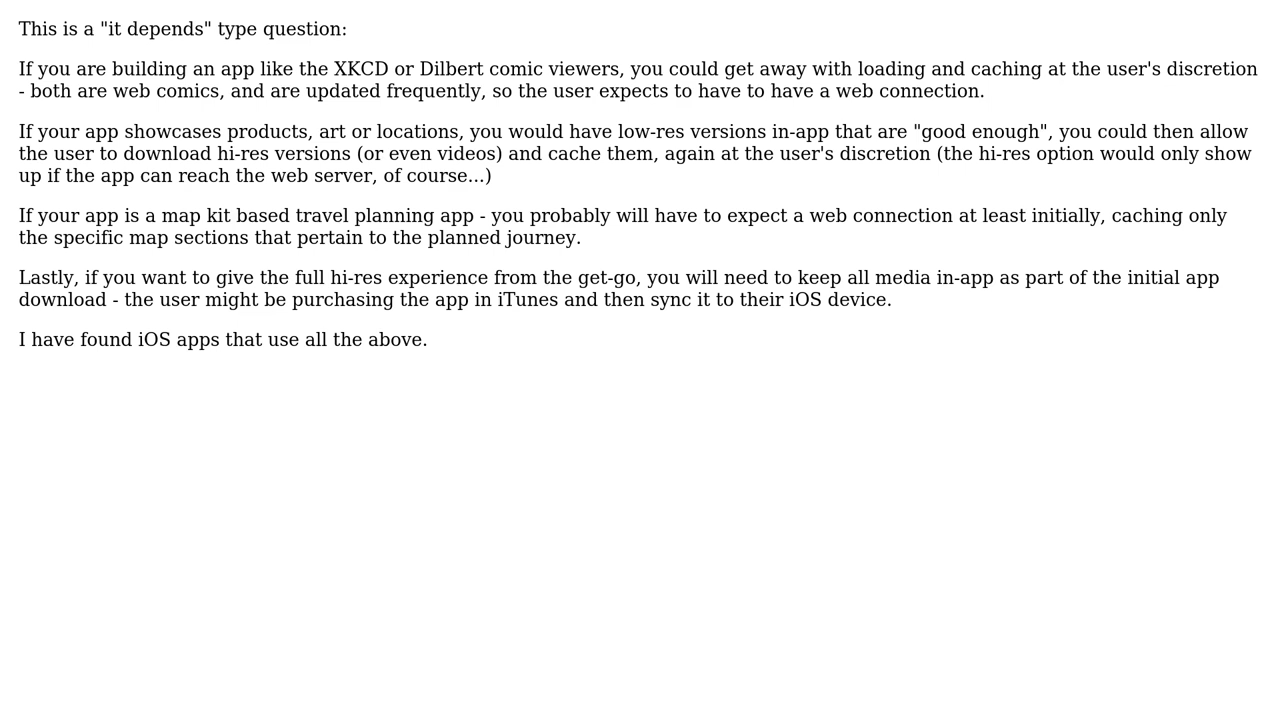 This is a "it depends" type question:
If you are building an app like the XKCD or Dilbert comic viewers, you could get away with loading and caching at the user's discretion
- both are web comics, and are updated frequently, so the user expects to have to have a web connection.
If your app showcases products, art or locations, you would have low-res versions in-app that are "good enough", you could then allow
the user to download hi-res versions (or even videos) and cache them, again at the user's discretion (the hi-res option would only show
up if the app can reach the web server, of course...)
If your app is a map kit based travel planning app - you probably will have to expect a web connection at least initially, caching only
the specific map sections that pertain to the planned journey.
Lastly, if you want to give the full hi-res experience from the get-go, you will need to keep all media in-app as part of the initial app
download - the user might be purchasing the app in iTunes and then sync it to their iOS device.
I have found iOS apps that use all the above.